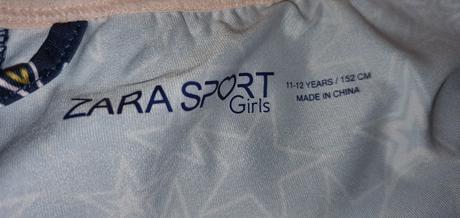 ZARA SPORT
Girls
11-12 YEARS / 152 CM
MADE IN CHINA